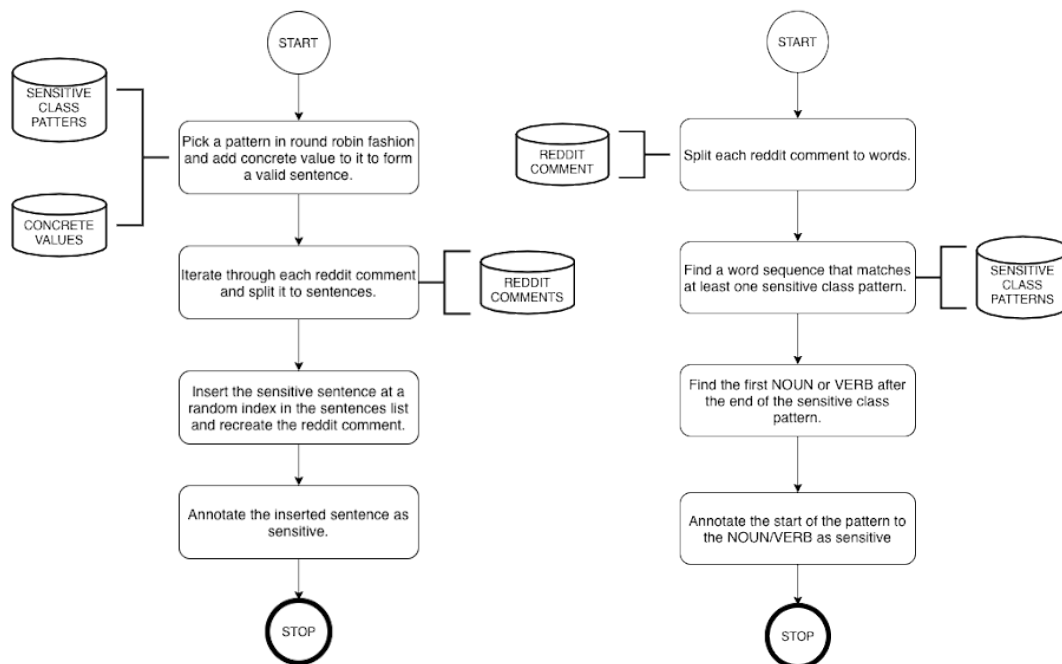 START
SENSITIVE
CLASS
PATTERS
Pick a pattern in round robin fashion
and add concrete value to it to form
a valid sentence.
CONCRETE
VALUES
Iterate through each reddit comment
and split it to sentences.
REDDIT
COMMENTS
Insert the sensitive sentence at a
random index in the sentences list
and recreate the reddit comment.
Annotate the inserted sentence as
sensitive.
STOP
START
REDDIT
COMMENT
Split each reddit comment to words.
Find a word sequence that matches
at least one sensitive class pattern.
SENSITIVE
CLASS
PATTERNS
Find the first NOUN or VERB after
the end of the sensitive class
pattern.
Annotate the start of the pattern to
the NOUN/VERB as sensitive
STOP